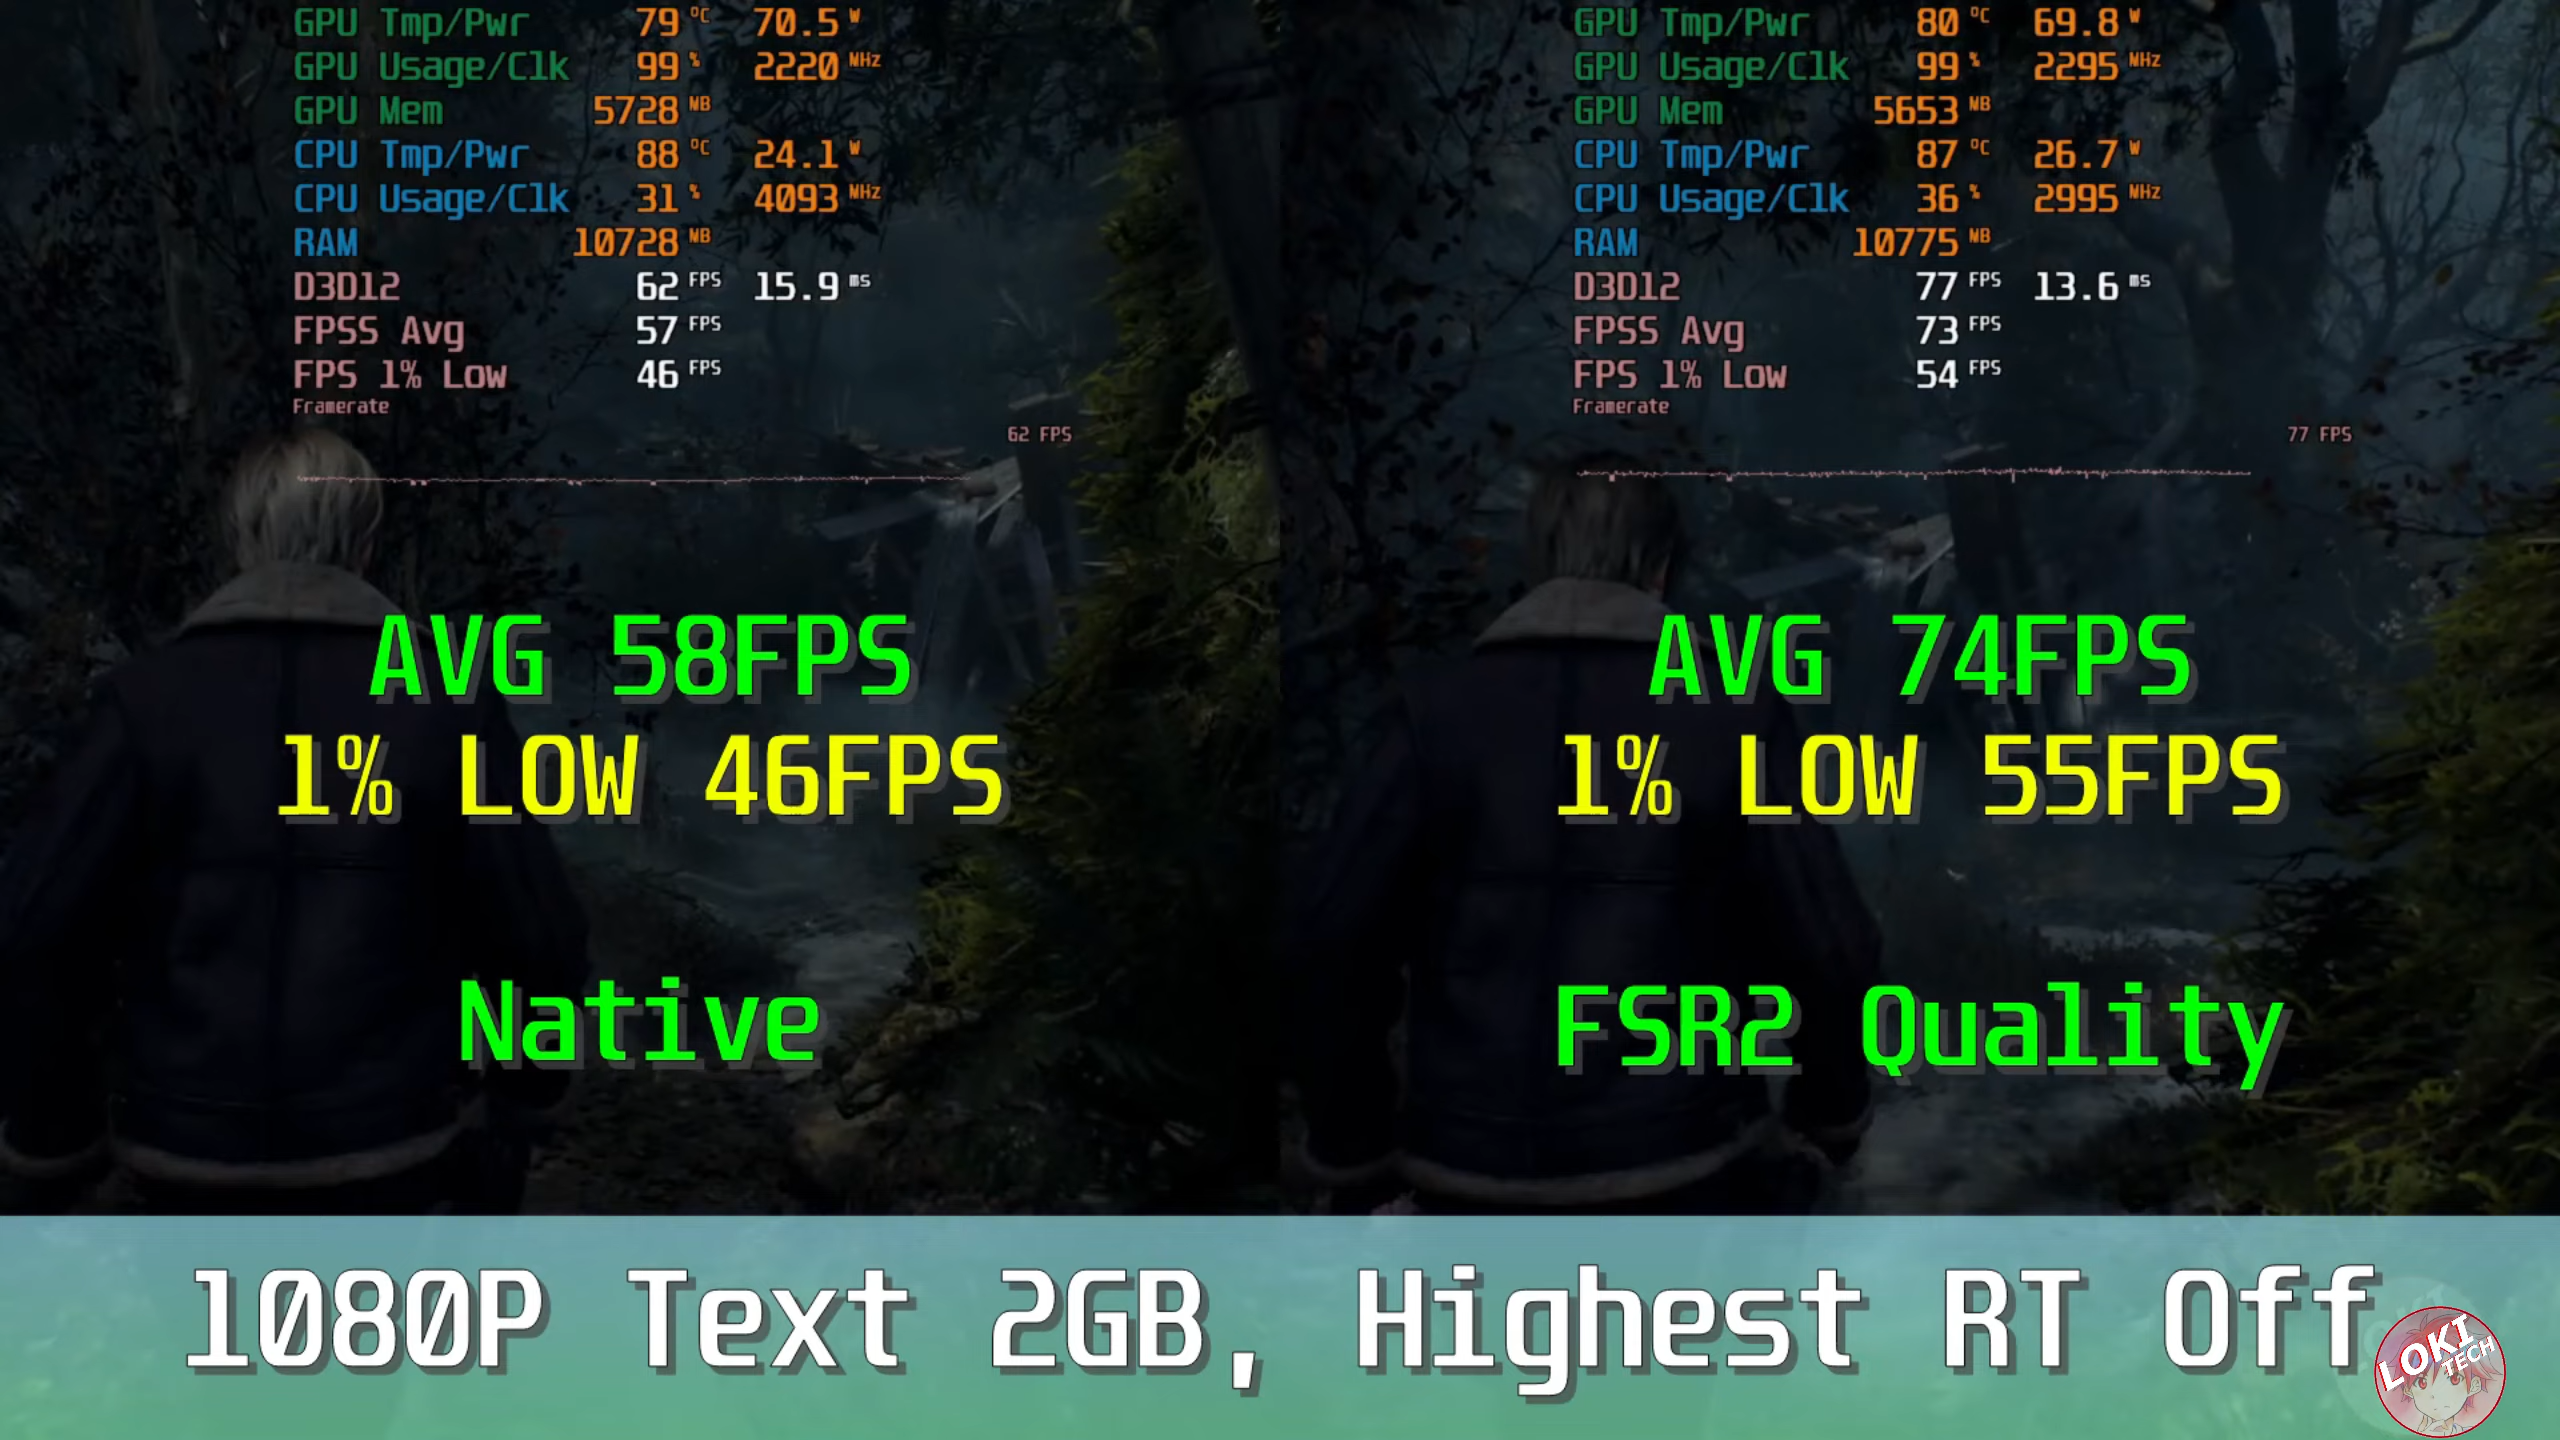 GPU Tmp/Pwr 79 °C 70.5 W
GPU Usage/Clk 99 % 2220 MHz
GPU Mem 5728 MB
CPU Tmp/Pwr 88 °C 24.1 W
CPU Usage/Clk 31 % 4093 MHz
RAM 10728 MB
D3D12 62 FPS 15.9 ms
FPSS Avg 57 FPS
FPS 1% Low 46 FPS
Framerate
62 FPS
AVG 58FPS
1% LOW 46FPS
Native
GPU Tmp/Pwr 80 °C 69.8 W
GPU Usage/Clk 99 % 2295 MHz
GPU Mem 5653 MB
CPU Tmp/Pwr 87 °C 26.7 W
CPU Usage/Clk 36 % 2995 MHz
RAM 10775 MB
D3D12 77 FPS 13.6 ms
FPSS Avg 73 FPS
FPS 1% Low 54 FPS
Framerate
77 FPS
AVG 74FPS
1% LOW 55FPS
FSR2 Quality
1080P Text 2GB, Highest RT Off
LOKI
TECH